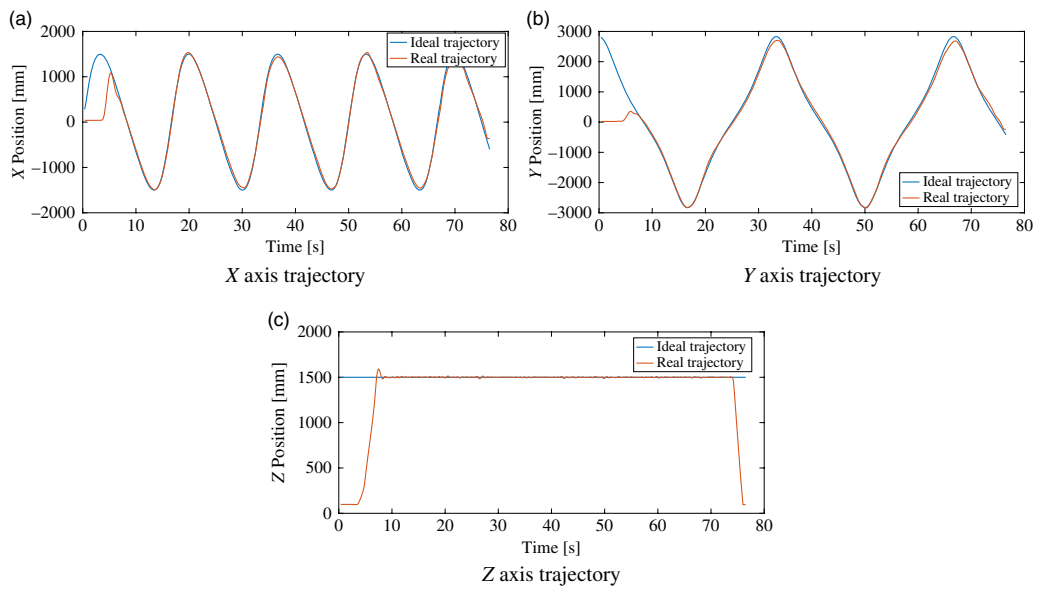 (a)
2000
1000
0
−1000
−2000
X Position [mm]
Ideal trajectory
Real trajectory
0 10 20 30 40 50 60 70 80
Time [s]
X axis trajectory
(b)
3000
2000
1000
0
−1000
−2000
−3000
Y Position [mm]
Ideal trajectory
Real trajectory
0 10 20 30 40 50 60 70 80
Time [s]
Y axis trajectory
(c)
2000
1500
1000
500
0
Z Position [mm]
Ideal trajectory
Real trajectory
0 10 20 30 40 50 60 70 80
Time [s]
Z axis trajectory